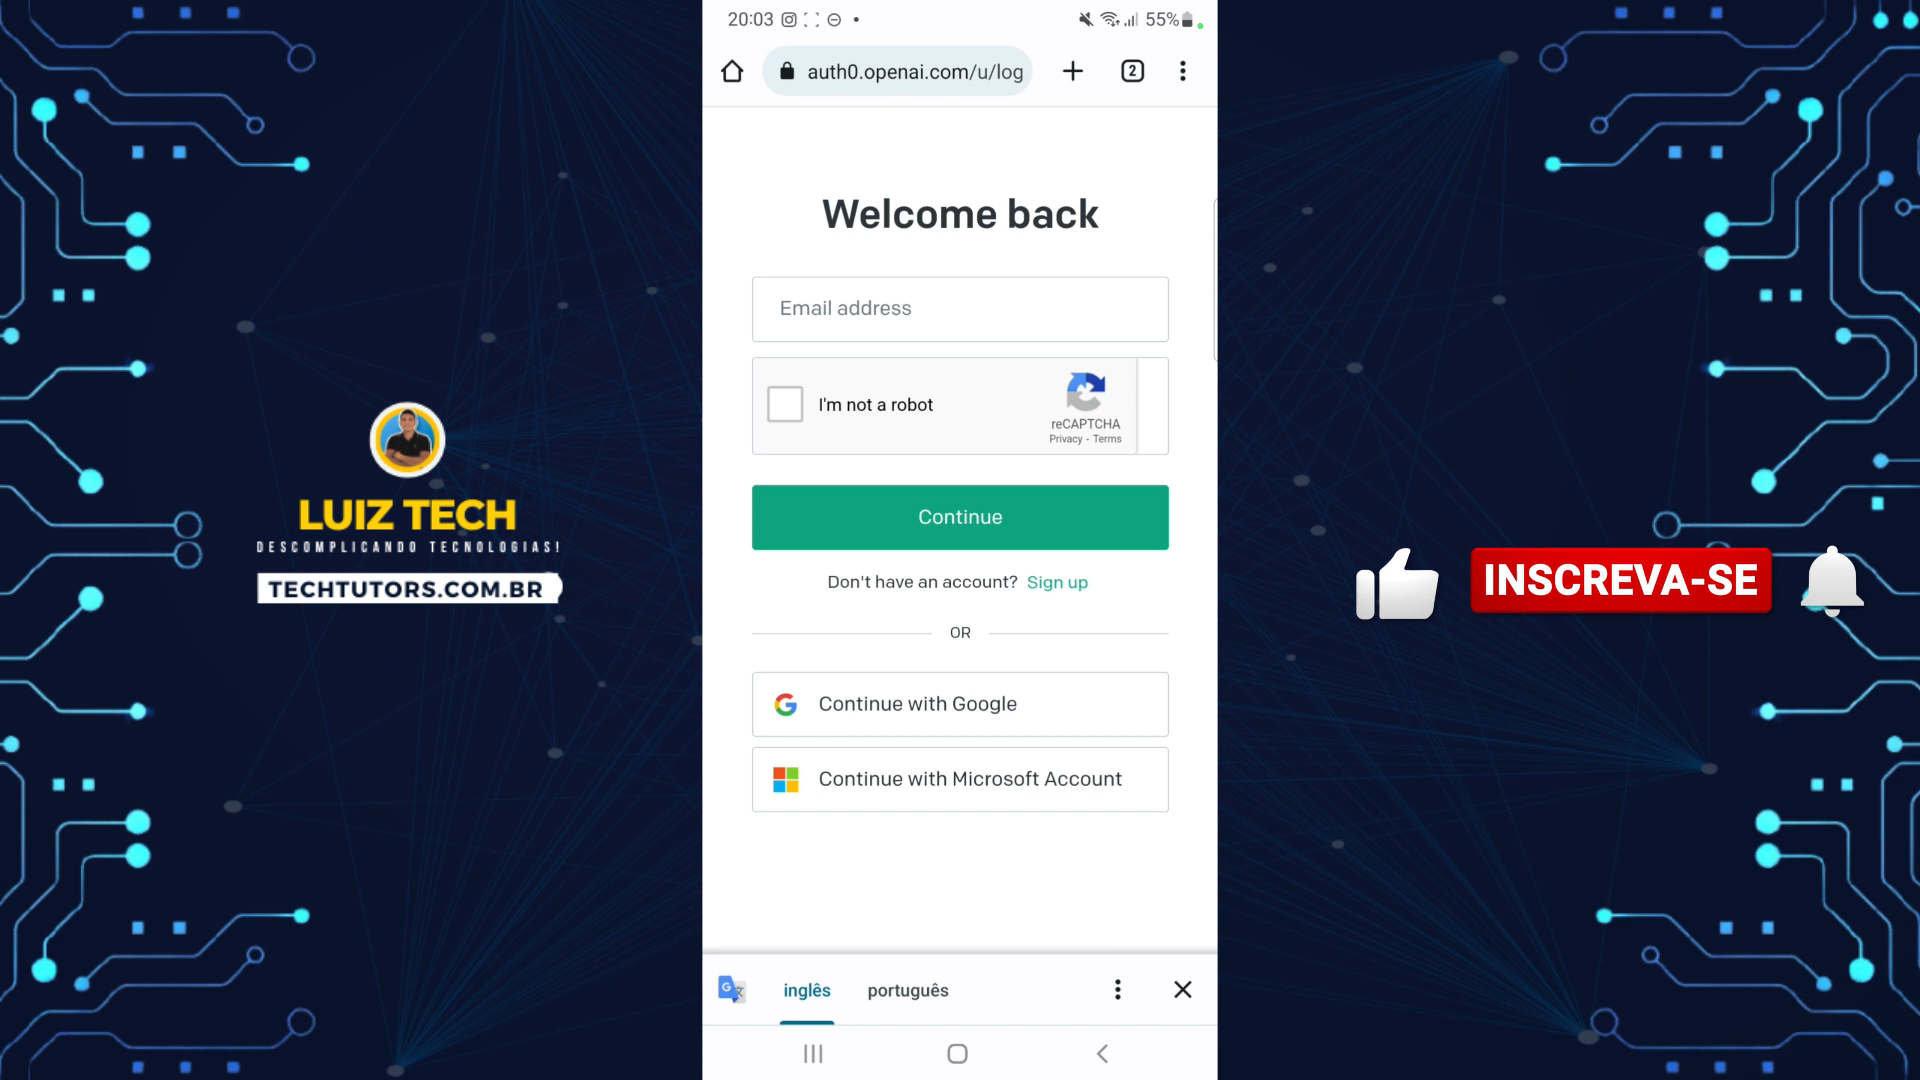 20:03
55%
auth0.openai.com/u/log
2
Welcome back
Email address
I'm not a robot
reCAPTCHA
Privacy - Terms
Continue
Don't have an account? Sign up
OR
Continue with Google
Continue with Microsoft Account
inglês
português
LUIZ TECH
DESCOMPLICANDO TECNOLOGIAS!
TECHTUTORS.COM.BR
INSCREVA-SE